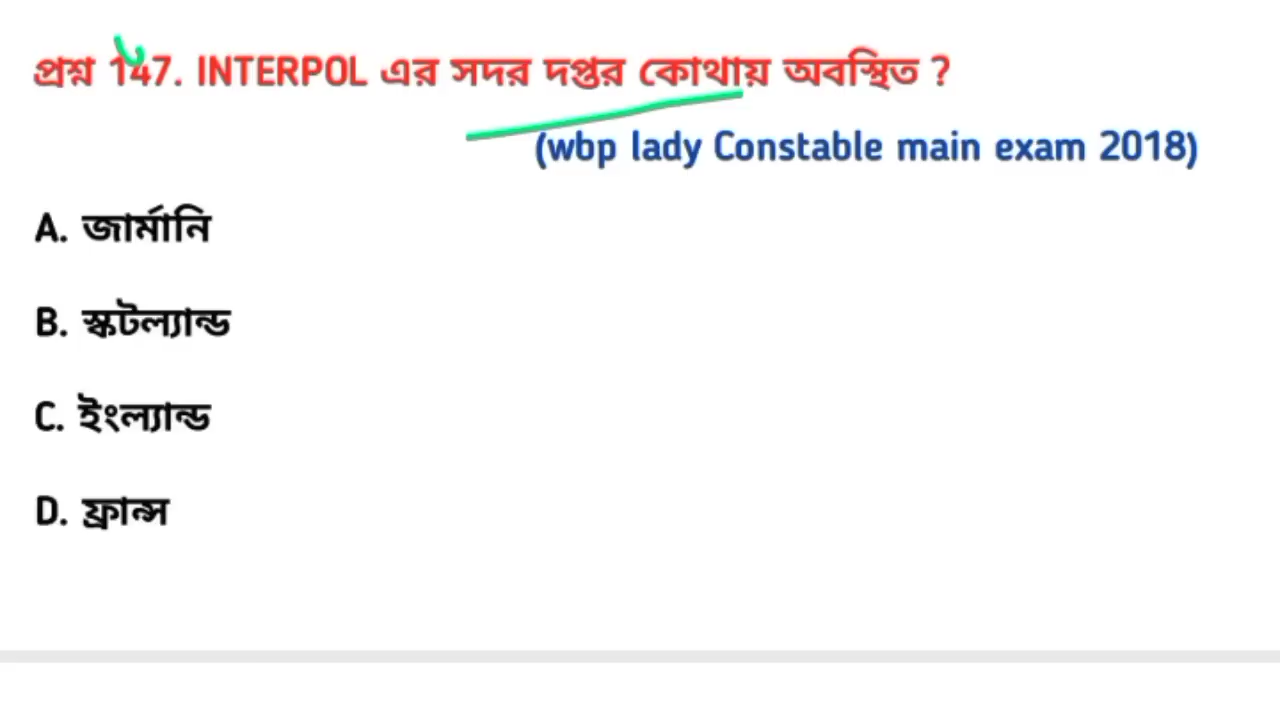 প্রশ্ন 147. INTERPOL এর সদর দপ্তর কোথায় অবস্থিত ?
(wbp lady Constable main exam 2018)
A. জার্মানি
B. স্কটল্যান্ড
C. ইংল্যান্ড
D. ফ্রান্স